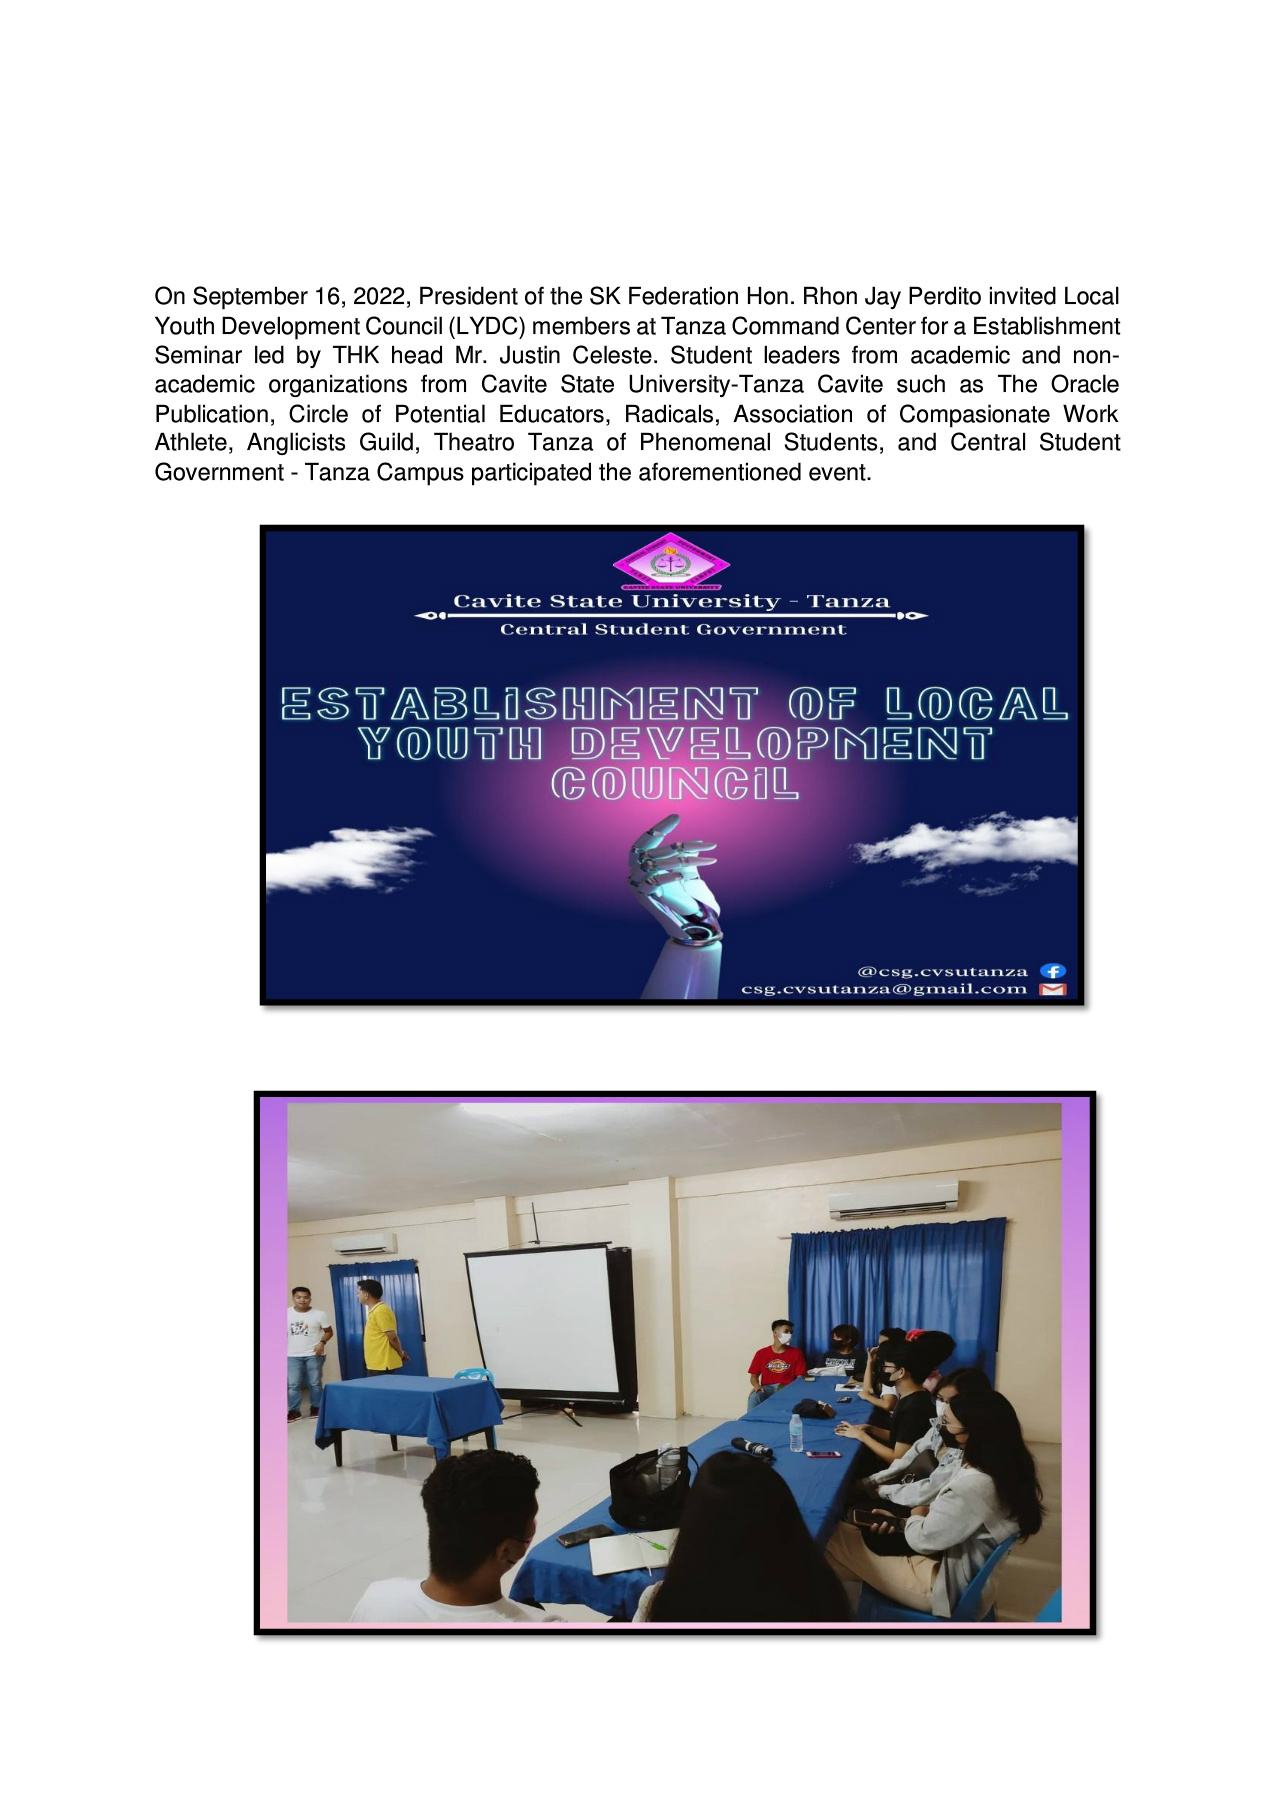 On September 16, 2022, President of the SK Federation Hon. Rhon Jay Perdito invited Local
Youth Development Council (LYDC) members at Tanza Command Center for a Establishment
Seminar led by THK head Mr. Justin Celeste. Student leaders from academic and non-
academic organizations from Cavite State University-Tanza Cavite such as The Oracle
Publication, Circle of Potential Educators, Radicals, Association of Compasionate Work
Athlete, Anglicists Guild, Theatro Tanza of Phenomenal Students, and Central Student
Government - Tanza Campus participated the aforementioned event.
CAVITE STATE UNIVERSITY
Cavite State University - Tanza
Central Student Government
ESTABLiSHMENT OF LOCAL
YOUTH DEVELOPMENT
COUNCiL
@csg.cvsutanza
csg.cvsutanza@gmail.com